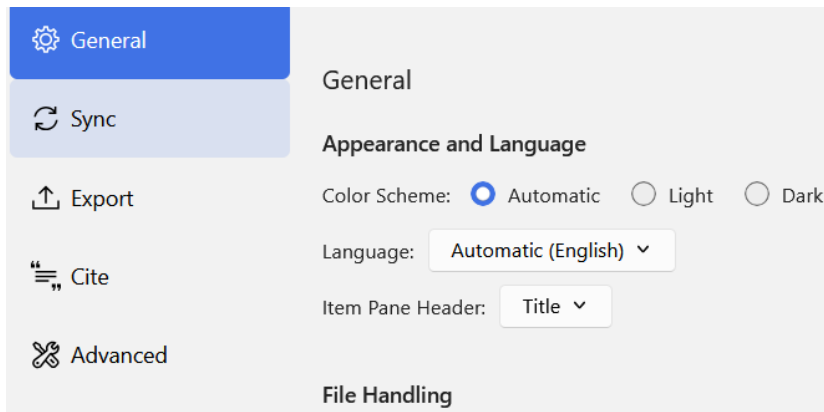 General
Sync
Export
Cite
Advanced
General
Appearance and Language
Color Scheme: Automatic Light Dark
Language: Automatic (English)
Item Pane Header: Title
File Handling